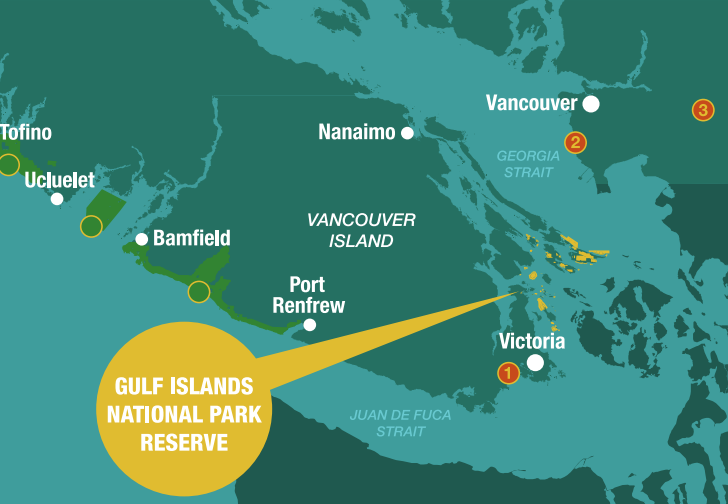 Vancouver
3
2
Tofino
Nanaimo
GEORGIA
STRAIT
Ucluelet
VANCOUVER
ISLAND
Bamfield
Port
Renfrew
Victoria
1
GULF ISLANDS
NATIONAL PARK
RESERVE
JUAN DE FUCA
STRAIT